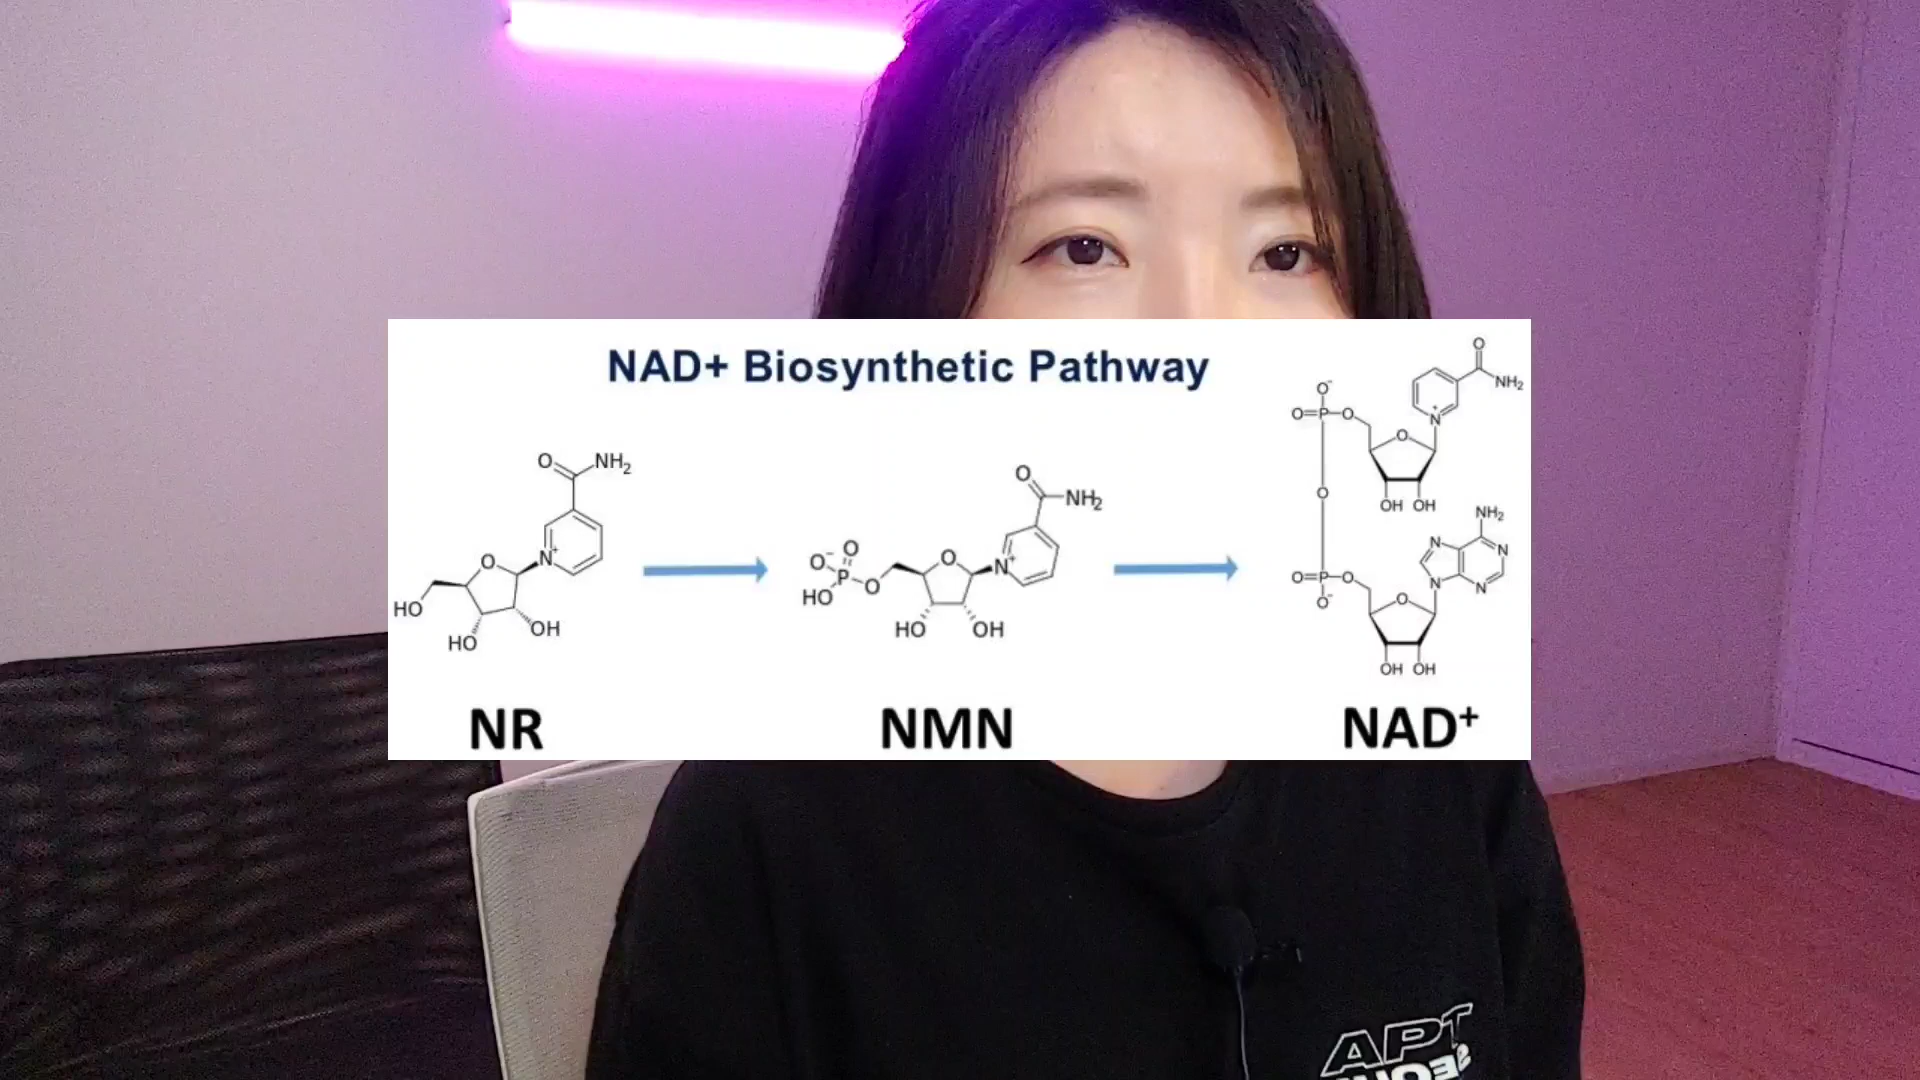 NAD+ Biosynthetic Pathway
O NH2
O N+
HO
HO OH
O NH2
O- O
P O O N+
HO
HO OH
O
NH2
O-
O=P-O O N+
OH OH
O
NH2
N N
O=P-O N N
O- O
OH OH
NR NMN NAD+
APT